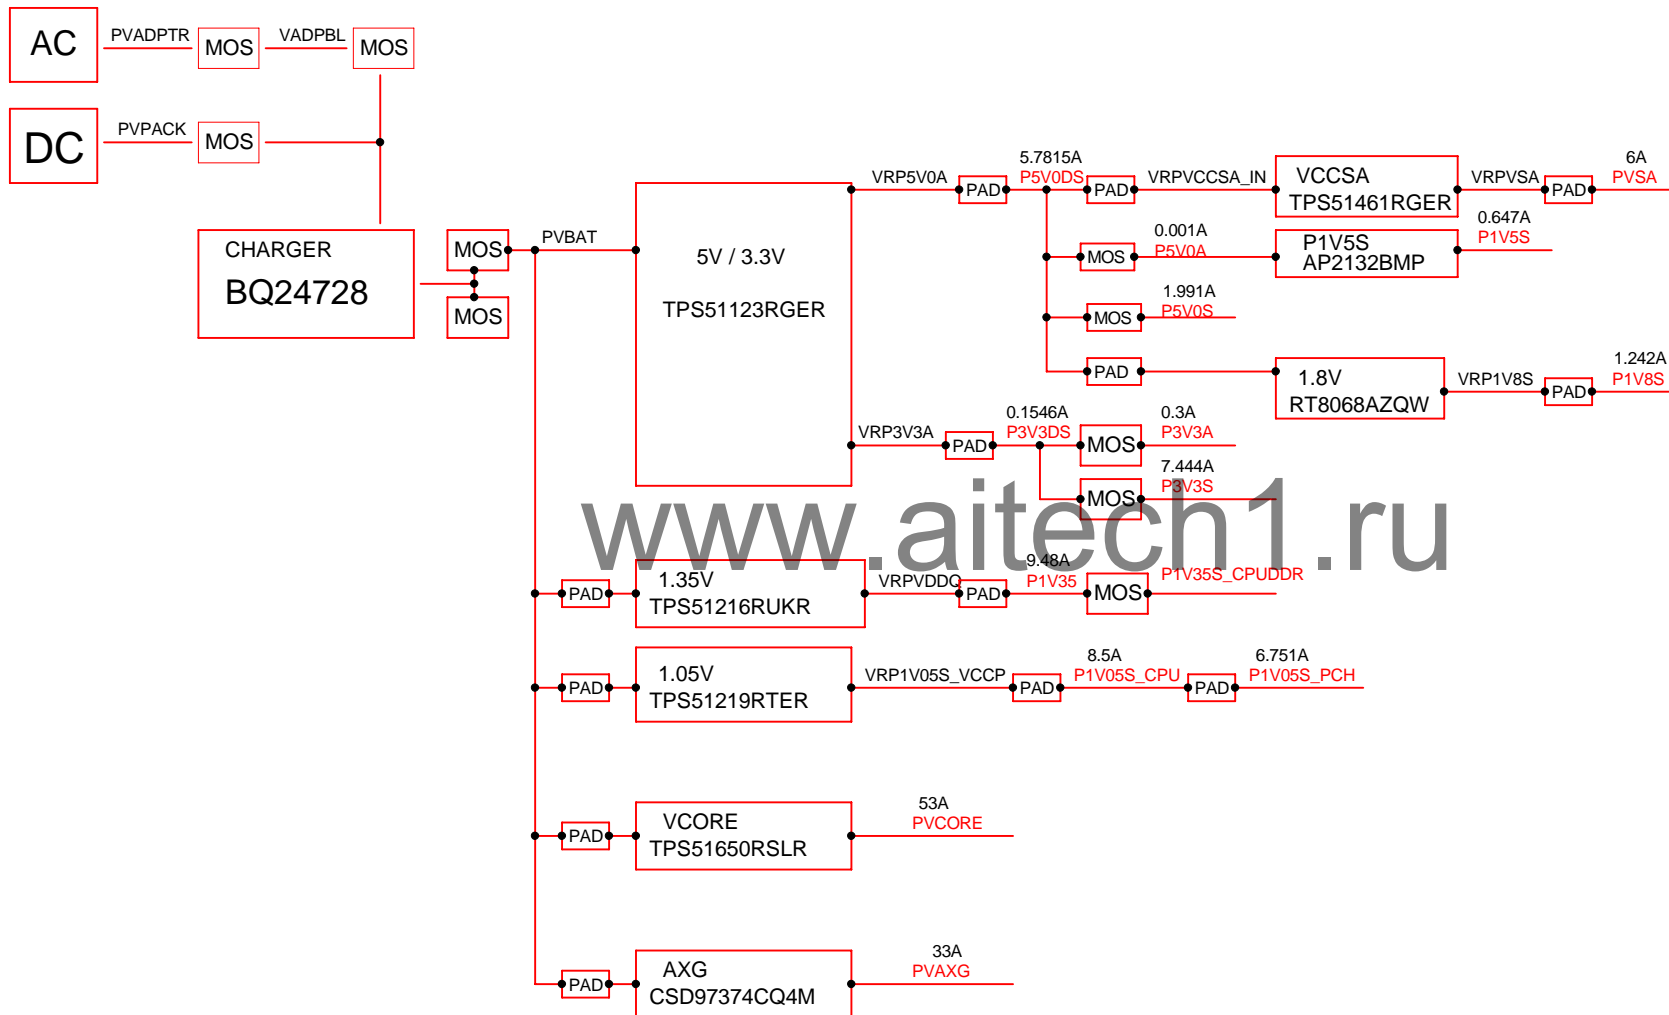 AC
PVADPTR
MOS
VADPBL
MOS
DC
PVPACK
MOS
CHARGER
BQ24728
MOS
MOS
PVBAT
5V / 3.3V
TPS51123RGER
VRP5V0A
PAD
5.7815A
P5V0DS
PAD
VRPVCCSA_IN
VCCSA
TPS51461RGER
VRPVSA
PAD
6A
PVSA
MOS
0.001A
P5V0A
P1V5S
AP2132BMP
0.647A
P1V5S
MOS
1.991A
P5V0S
PAD
1.8V
RT8068AZQW
VRP1V8S
PAD
1.242A
P1V8S
VRP3V3A
PAD
0.1546A
P3V3DS
MOS
0.3A
P3V3A
MOS
7.444A
P3V3S
www.aitech1.ru
PAD
1.35V
TPS51216RUKR
VRPVDDQ
PAD
9.48A
P1V35
MOS
P1V35S_CPUDDR
PAD
1.05V
TPS51219RTER
VRP1V05S_VCCP
PAD
8.5A
P1V05S_CPU
PAD
6.751A
P1V05S_PCH
PAD
VCORE
TPS51650RSLR
53A
PVCORE
PAD
AXG
CSD97374CQ4M
33A
PVAXG